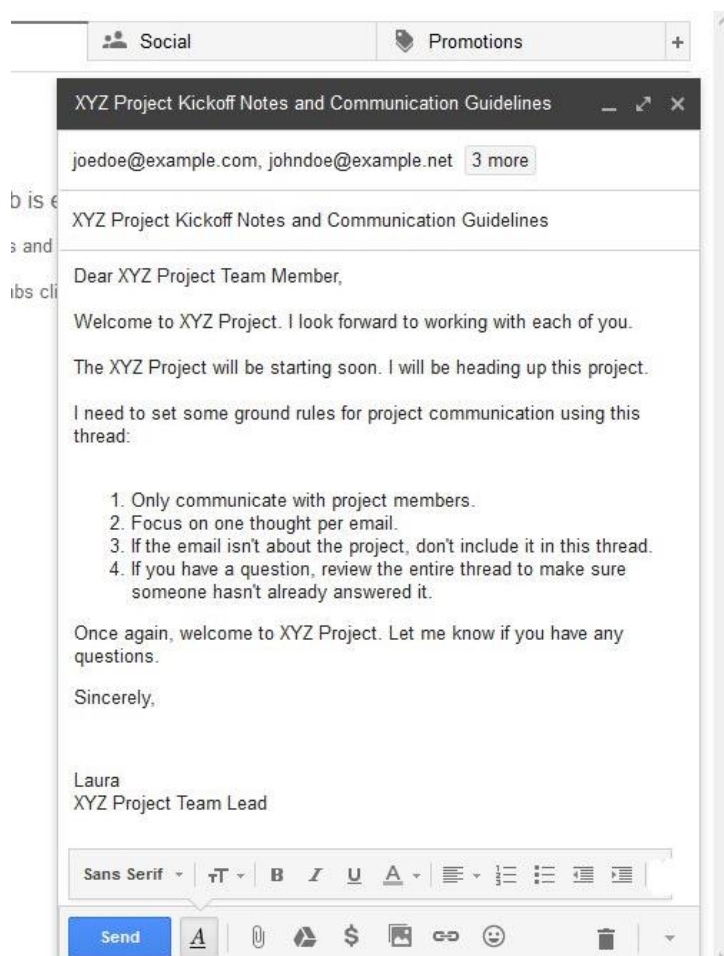 Social
Promotions
+
XYZ Project Kickoff Notes and Communication Guidelines
joedoe@example.com, johndoe@example.net 3 more
b is e
XYZ Project Kickoff Notes and Communication Guidelines
s and
abs cli
Dear XYZ Project Team Member,
Welcome to XYZ Project. I look forward to working with each of you.
The XYZ Project will be starting soon. I will be heading up this project.
I need to set some ground rules for project communication using this
thread:
1. Only communicate with project members.
2. Focus on one thought per email.
3. If the email isn't about the project, don't include it in this thread.
4. If you have a question, review the entire thread to make sure
someone hasn't already answered it.
Once again, welcome to XYZ Project. Let me know if you have any
questions.
Sincerely,
Laura
XYZ Project Team Lead
Sans Serif TT B I U A
Send A $